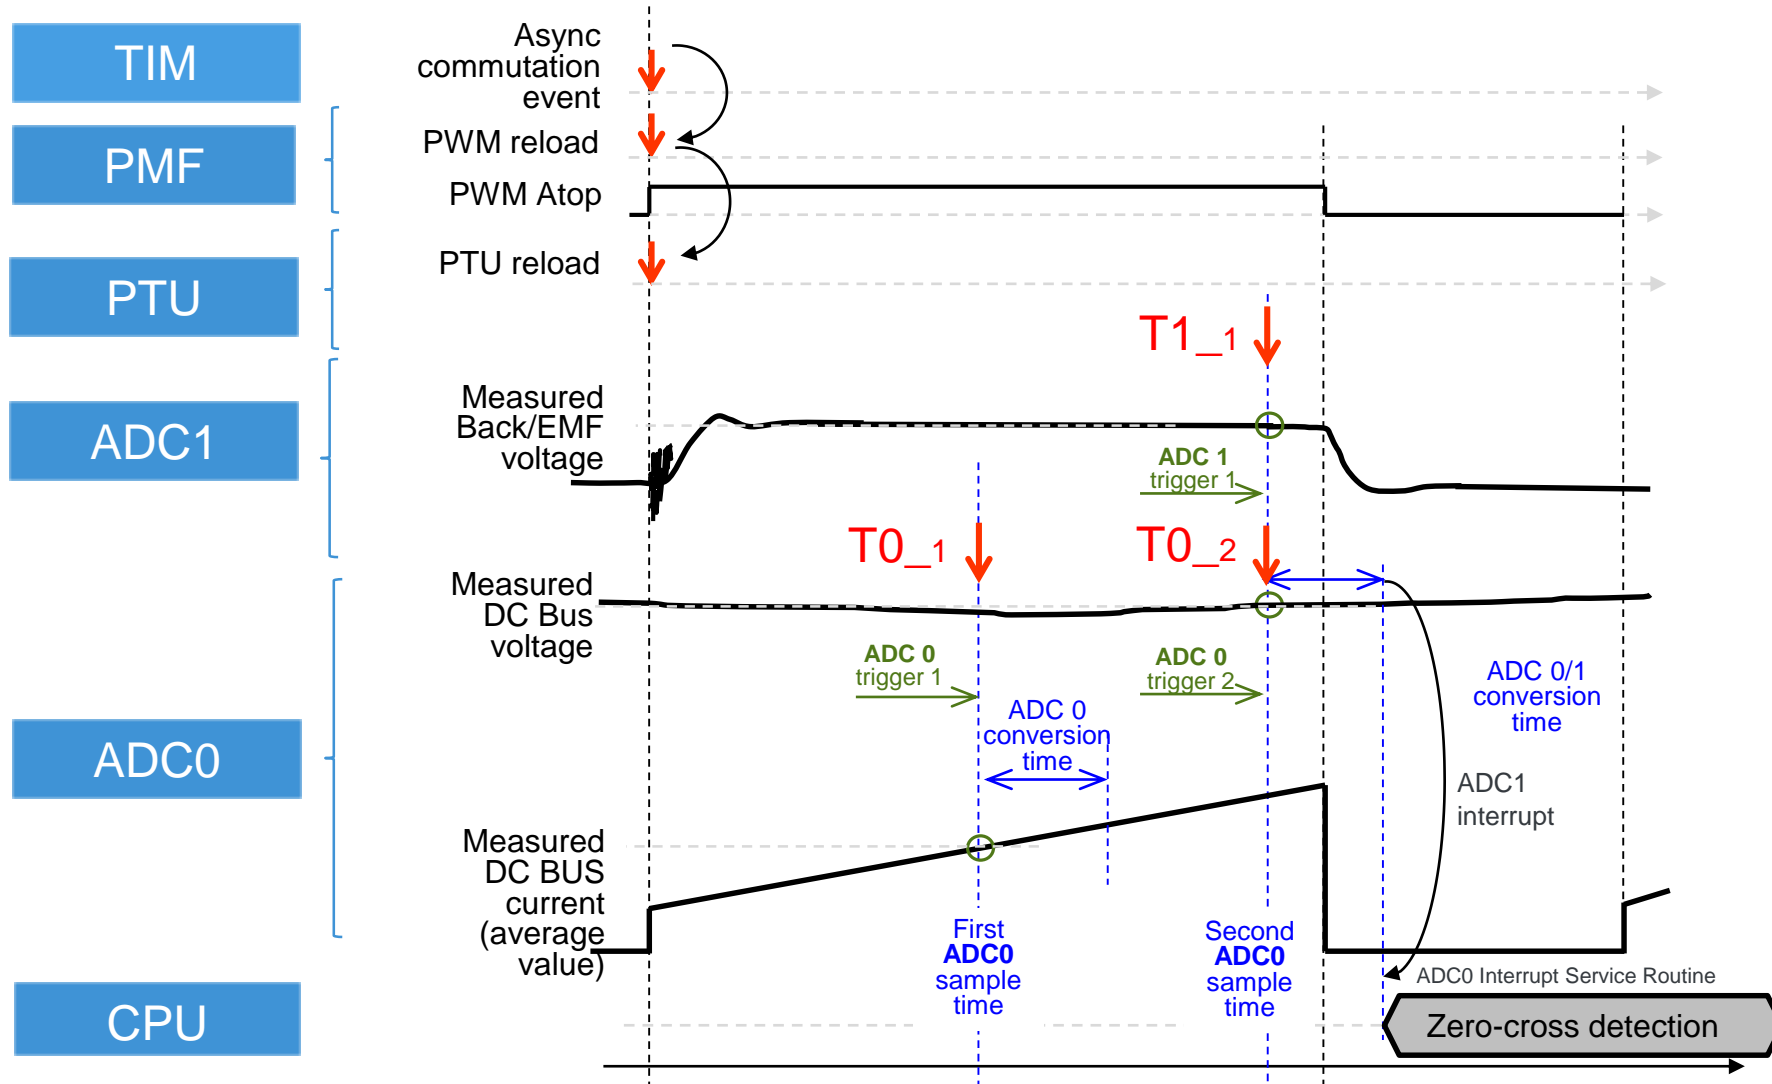 TIM
PMF
PTU
ADC1
ADC0
CPU
Async
commutation
event
PWM reload
PWM Atop
PTU reload
T1_1
Measured
Back/EMF
voltage
ADC 1
trigger 1
T0_1
T0_2
Measured
DC Bus
voltage
ADC 0
trigger 1
ADC 0
trigger 2
ADC 0
conversion
time
ADC 0/1
conversion
time
ADC1
interrupt
Measured
DC BUS
current
(average
value)
First
ADC0
sample
time
Second
ADC0
sample
time
ADC0 Interrupt Service Routine
Zero-cross detection